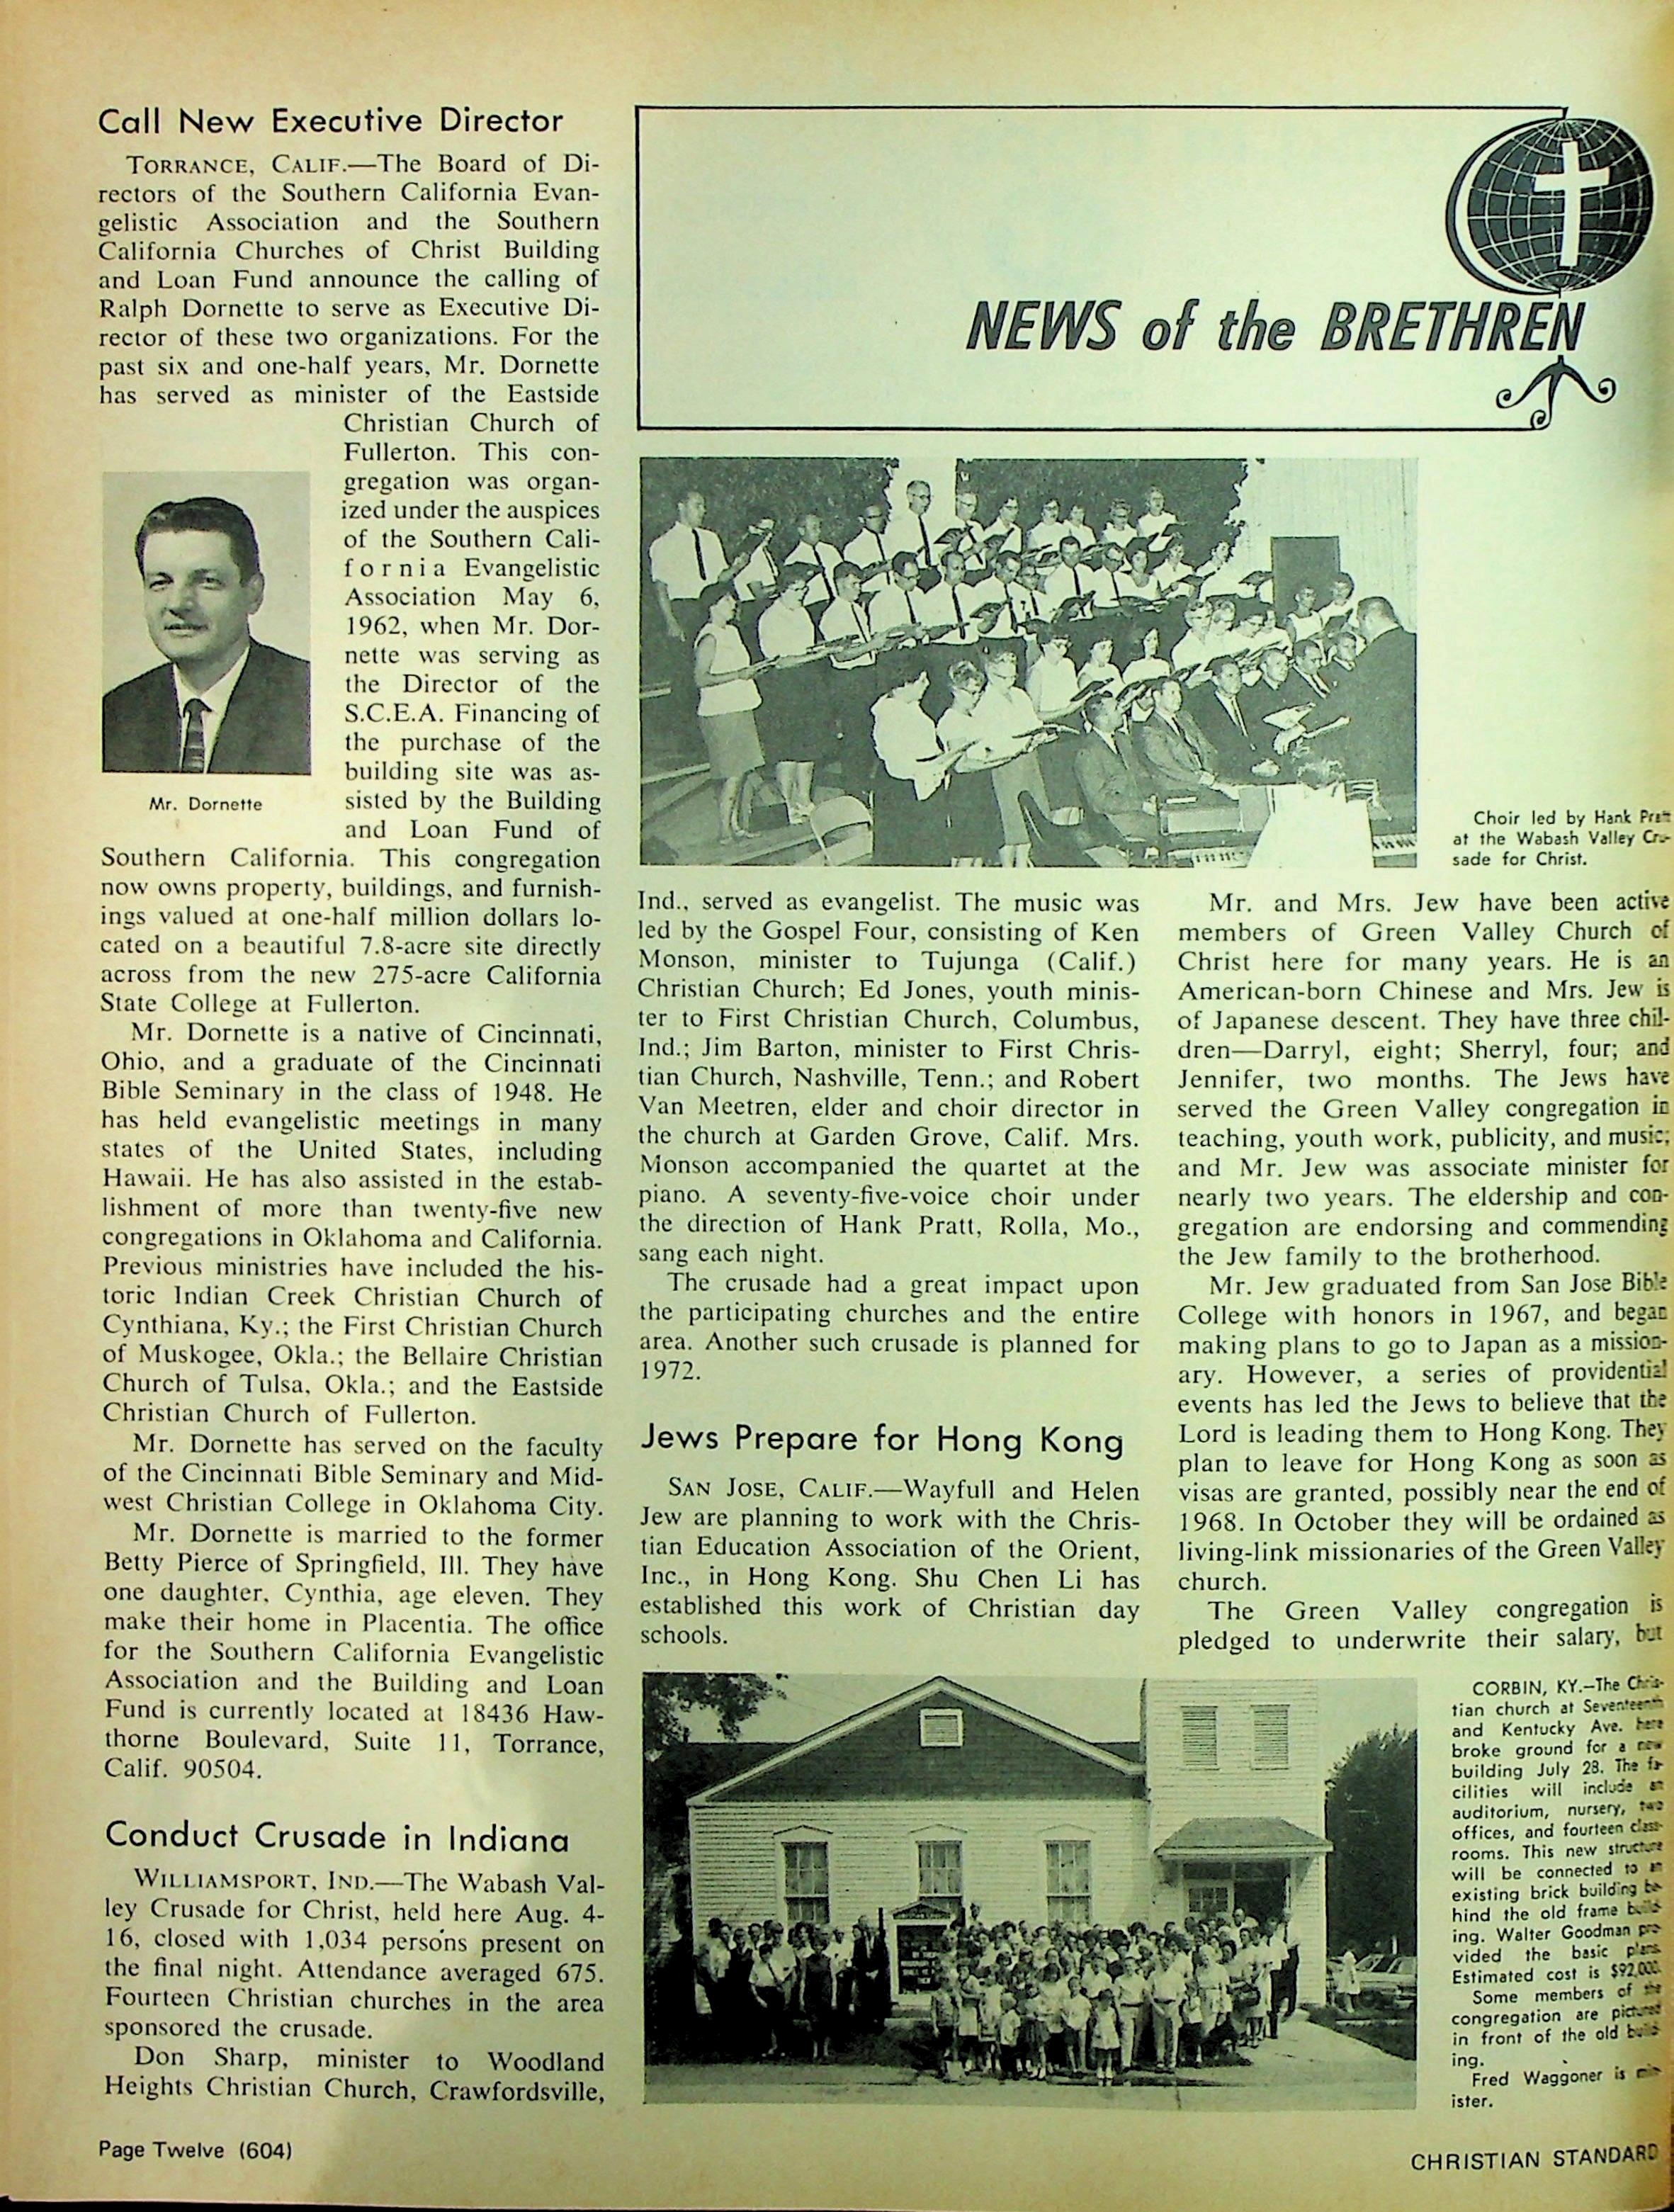 Call New Executive Director
TORRANCE, CALIF.—The Board of Di-
rectors of the Southern California Evan-
gelistic Association and the Southern
California Churches of Christ Building
and Loan Fund announce the calling of
Ralph Dornette to serve as Executive Di-
rector of these two organizations. For the
past six and one-half years, Mr. Dornette
has served as minister of the Eastside
Christian Church of
Fullerton. This con-
gregation was organ-
ized under the auspices
of the Southern Cali-
fornia Evangelistic
Association May 6,
1962, when Mr. Dor-
nette was serving as
the Director of the
S.C.E.A. Financing of
the purchase of the
building site was as-
sisted by the Building
and Loan Fund of
Mr. Dornette
Southern California. This congregation
now owns property, buildings, and furnish-
ings valued at one-half million dollars lo-
cated on a beautiful 7.8-acre site directly
across from the new 275-acre California
State College at Fullerton.
Mr. Dornette is a native of Cincinnati,
Ohio, and a graduate of the Cincinnati
Bible Seminary in the class of 1948. He
has held evangelistic meetings in many
states of the United States, including
Hawaii. He has also assisted in the estab-
lishment of more than twenty-five new
congregations in Oklahoma and California.
Previous ministries have included the his-
toric Indian Creek Christian Church of
Cynthiana, Ky.; the First Christian Church
of Muskogee, Okla.; the Bellaire Christian
Church of Tulsa, Okla.; and the Eastside
Christian Church of Fullerton.
Mr. Dornette has served on the faculty
of the Cincinnati Bible Seminary and Mid-
west Christian College in Oklahoma City.
Mr. Dornette is married to the former
Betty Pierce of Springfield, Ill. They have
one daughter, Cynthia, age eleven. They
make their home in Placentia. The office
for the Southern California Evangelistic
Association and the Building and Loan
Fund is currently located at 18436 Haw-
thorne Boulevard, Suite 11, Torrance,
Calif. 90504.
Conduct Crusade in Indiana
WILLIAMSPORT, IND.—The Wabash Val-
ley Crusade for Christ, held here Aug. 4-
16, closed with 1,034 persons present on
the final night. Attendance averaged 675.
Fourteen Christian churches in the area
sponsored the crusade.
Don Sharp, minister to Woodland
Heights Christian Church, Crawfordsville,
NEWS of the BRETHREN
Choir led by Hank Pratt
at the Wabash Valley Cru-
sade for Christ.
Ind., served as evangelist. The music was
led by the Gospel Four, consisting of Ken
Monson, minister to Tujunga (Calif.)
Christian Church; Ed Jones, youth minis-
ter to First Christian Church, Columbus,
Ind.; Jim Barton, minister to First Chris-
tian Church, Nashville, Tenn.; and Robert
Van Meetren, elder and choir director in
the church at Garden Grove, Calif. Mrs.
Monson accompanied the quartet at the
piano. A seventy-five-voice choir under
the direction of Hank Pratt, Rolla, Mo.,
sang each night.
The crusade had a great impact upon
the participating churches and the entire
area. Another such crusade is planned for
1972.
Jews Prepare for Hong Kong
SAN JOSE, CALIF.—Wayfull and Helen
Jew are planning to work with the Chris-
tian Education Association of the Orient,
Inc., in Hong Kong. Shu Chen Li has
established this work of Christian day
schools.
Mr. and Mrs. Jew have been active
members of Green Valley Church of
Christ here for many years. He is an
American-born Chinese and Mrs. Jew is
of Japanese descent. They have three chil-
dren—Darryl, eight; Sherryl, four; and
Jennifer, two months. The Jews have
served the Green Valley congregation in
teaching, youth work, publicity, and music;
and Mr. Jew was associate minister for
nearly two years. The eldership and con-
gregation are endorsing and commending
the Jew family to the brotherhood.
Mr. Jew graduated from San Jose Bible
College with honors in 1967, and began
making plans to go to Japan as a mission-
ary. However, a series of providential
events has led the Jews to believe that the
Lord is leading them to Hong Kong. They
plan to leave for Hong Kong as soon as
visas are granted, possibly near the end of
1968. In October they will be ordained as
living-link missionaries of the Green Valley
church.
The Green Valley congregation is
pledged to underwrite their salary, but
CORBIN, KY.—The Chris-
tian church at Seventeenth
and Kentucky Ave. here
broke ground for a new
building July 28. The fa-
cilities will include an
auditorium, nursery, two
offices, and fourteen class-
rooms. This new structure
will be connected to an
existing brick building be-
hind the old frame build-
ing. Walter Goodman pro-
vided the basic plans.
Estimated cost is $92,000.
Some members of the
congregation are pictured
in front of the old build-
ing.
Fred Waggoner is min-
ister.
Page Twelve (604)
CHRISTIAN STANDARD